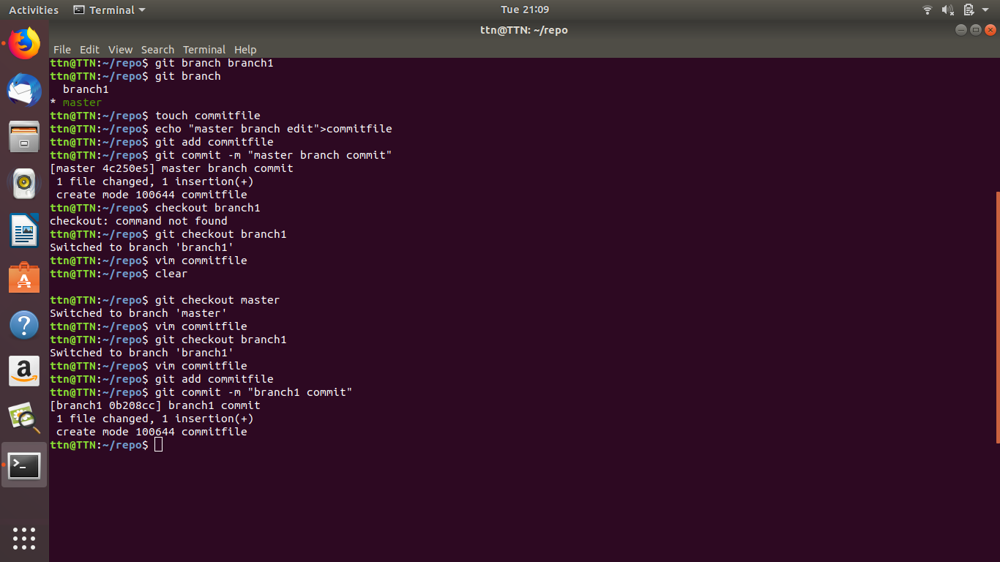 Activities Terminal Tue 21:09
ttn@TTN: ~/repo
File Edit View Search Terminal Help
ttn@TTN:~/repo$ git branch branch1
ttn@TTN:~/repo$ git branch
  branch1
* master
ttn@TTN:~/repo$ touch commitfile
ttn@TTN:~/repo$ echo "master branch edit">commitfile
ttn@TTN:~/repo$ git add commitfile
ttn@TTN:~/repo$ git commit -m "master branch commit"
[master 4c250e5] master branch commit
 1 file changed, 1 insertion(+)
 create mode 100644 commitfile
ttn@TTN:~/repo$ checkout branch1
checkout: command not found
ttn@TTN:~/repo$ git checkout branch1
Switched to branch 'branch1'
ttn@TTN:~/repo$ vim commitfile
ttn@TTN:~/repo$ clear

ttn@TTN:~/repo$ git checkout master
Switched to branch 'master'
ttn@TTN:~/repo$ vim commitfile
ttn@TTN:~/repo$ git checkout branch1
Switched to branch 'branch1'
ttn@TTN:~/repo$ vim commitfile
ttn@TTN:~/repo$ git add commitfile
ttn@TTN:~/repo$ git commit -m "branch1 commit"
[branch1 0b208cc] branch1 commit
 1 file changed, 1 insertion(+)
 create mode 100644 commitfile
ttn@TTN:~/repo$